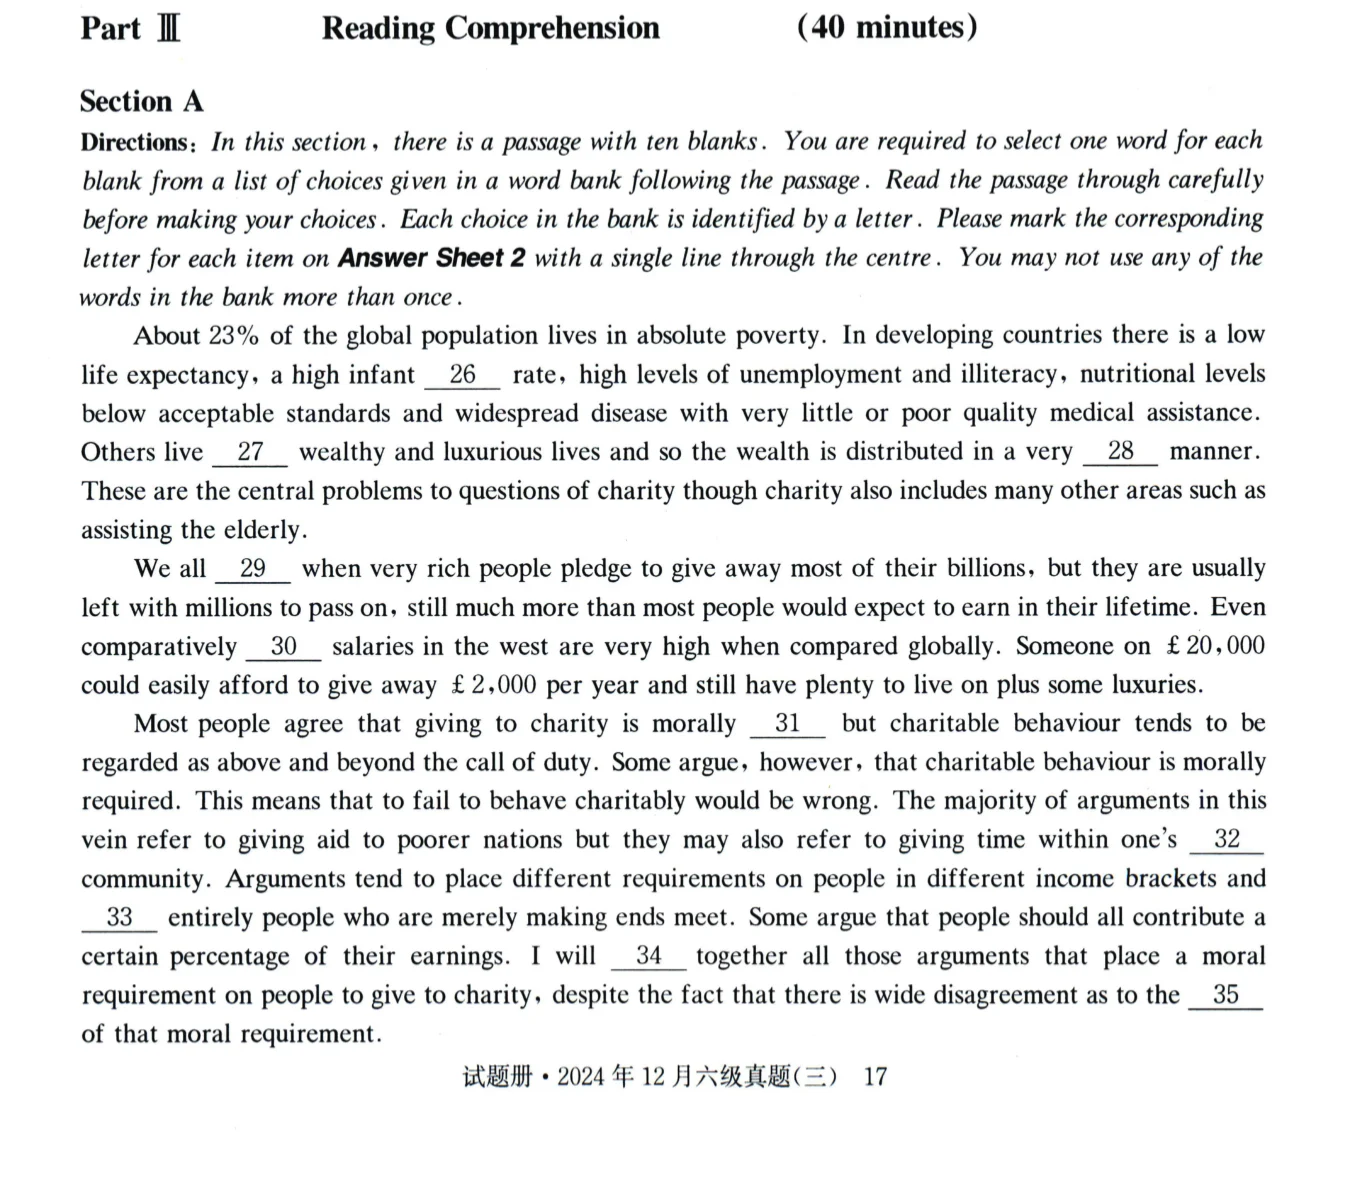 Part Ⅲ Reading Comprehension (40 minutes)
Section A
Directions: In this section, there is a passage with ten blanks. You are required to select one word for each
blank from a list of choices given in a word bank following the passage. Read the passage through carefully
before making your choices. Each choice in the bank is identified by a letter. Please mark the corresponding
letter for each item on Answer Sheet 2 with a single line through the centre. You may not use any of the
words in the bank more than once.
About 23% of the global population lives in absolute poverty. In developing countries there is a low
life expectancy, a high infant 26 rate, high levels of unemployment and illiteracy, nutritional levels
below acceptable standards and widespread disease with very little or poor quality medical assistance.
Others live 27 wealthy and luxurious lives and so the wealth is distributed in a very 28 manner.
These are the central problems to questions of charity though charity also includes many other areas such as
assisting the elderly.
We all 29 when very rich people pledge to give away most of their billions, but they are usually
left with millions to pass on, still much more than most people would expect to earn in their lifetime. Even
comparatively 30 salaries in the west are very high when compared globally. Someone on £20,000
could easily afford to give away £2,000 per year and still have plenty to live on plus some luxuries.
Most people agree that giving to charity is morally 31 but charitable behaviour tends to be
regarded as above and beyond the call of duty. Some argue, however, that charitable behaviour is morally
required. This means that to fail to behave charitably would be wrong. The majority of arguments in this
vein refer to giving aid to poorer nations but they may also refer to giving time within one's 32
community. Arguments tend to place different requirements on people in different income brackets and
33 entirely people who are merely making ends meet. Some argue that people should all contribute a
certain percentage of their earnings. I will 34 together all those arguments that place a moral
requirement on people to give to charity, despite the fact that there is wide disagreement as to the 35
of that moral requirement.
试题册·2024年12月六级真题(三) 17